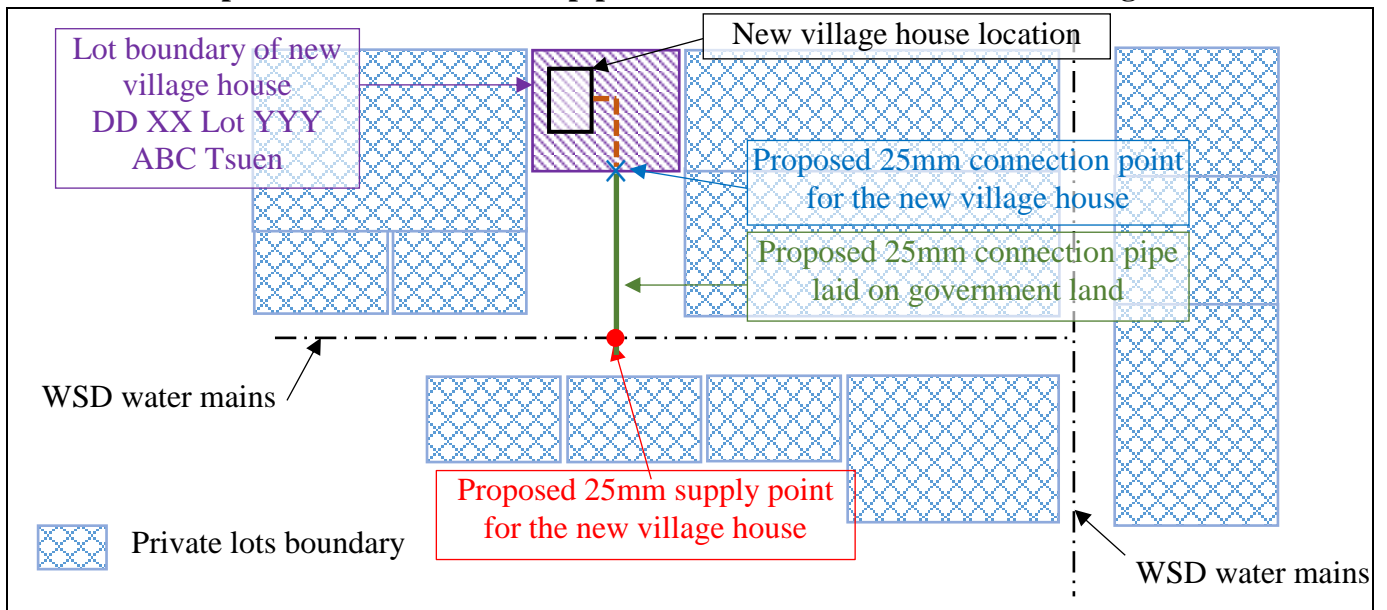 New village house location
Lot boundary of new
village house
DD XX Lot YYY
ABC Tsuen
Proposed 25mm connection point
for the new village house
Proposed 25mm connection pipe
laid on government land
WSD water mains
Proposed 25mm supply point
for the new village house
Private lots boundary
WSD water mains